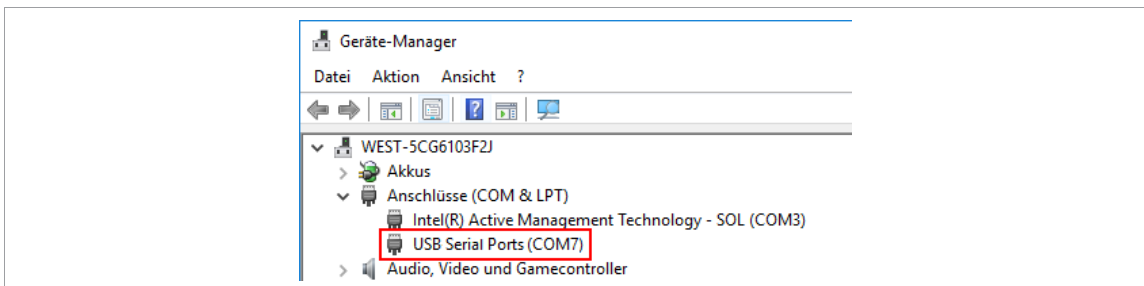 Geräte-Manager
Datei Aktion Ansicht ?
WEST-5CG6103F2J
Akkus
Anschlüsse (COM & LPT)
Intel(R) Active Management Technology - SOL (COM3)
USB Serial Ports (COM7)
Audio, Video und Gamecontroller